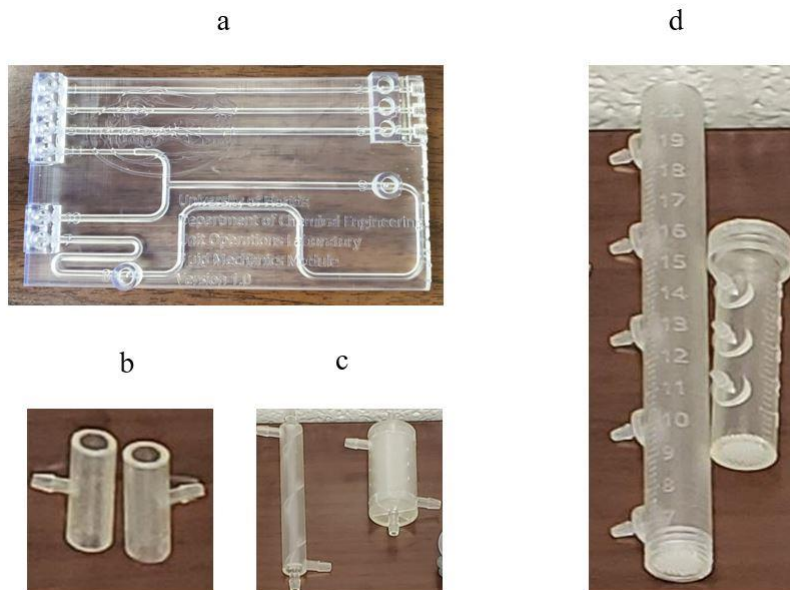 a
University of
Department of Chemical Engineering
Unit Operations Laboratory
Fluid Mechanics Module
Version 1.0
b
c
d
20
19
18
17
16
15
14
13
12
11
10
9
8
7